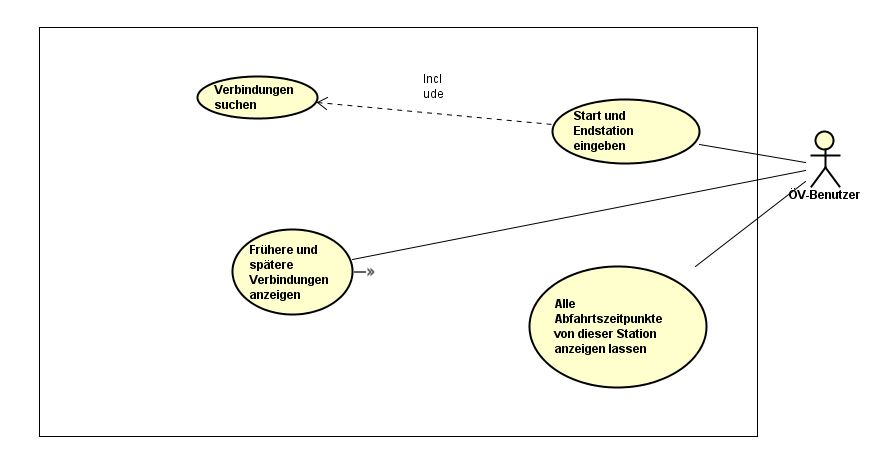 Verbindungen
suchen
Incl
ude
Start und
Endstation
eingeben
ÖV-Benutzer
Frühere und
spätere
Verbindungen
anzeigen
»
Alle
Abfahrtszeitpunkte
von dieser Station
anzeigen lassen